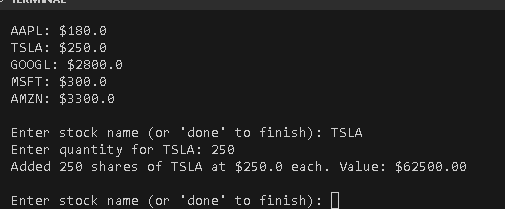 TERMINAL
AAPL: $180.0
TSLA: $250.0
GOOGL: $2800.0
MSFT: $300.0
AMZN: $3300.0
Enter stock name (or 'done' to finish): TSLA
Enter quantity for TSLA: 250
Added 250 shares of TSLA at $250.0 each. Value: $62500.00
Enter stock name (or 'done' to finish):